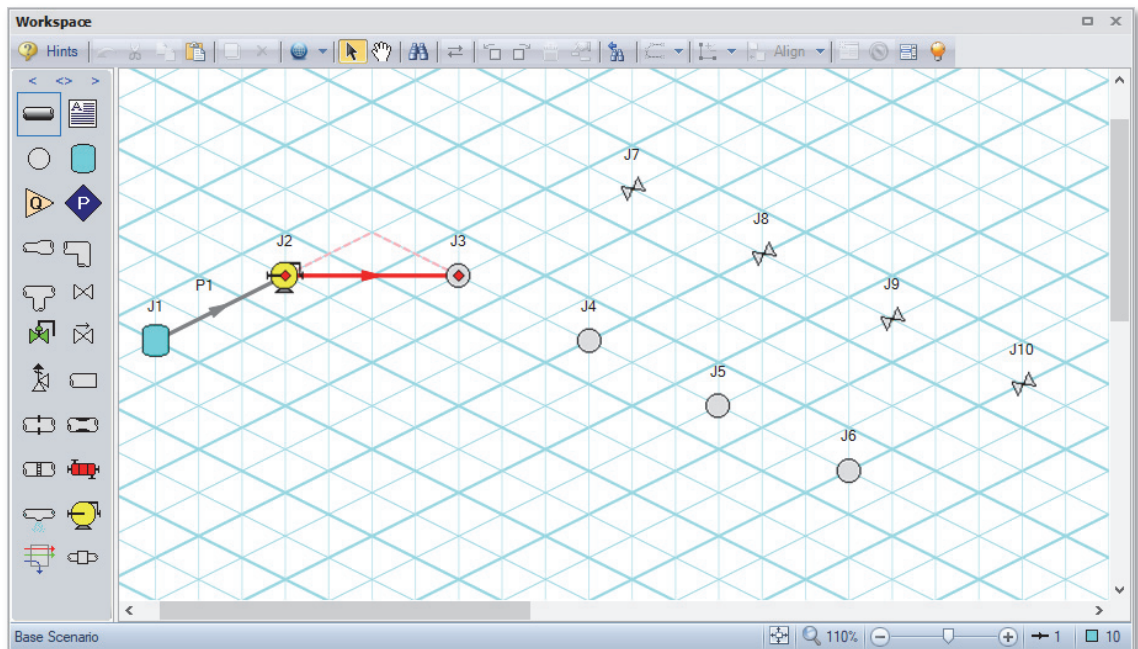 Workspace
Hints
Align
< <> >
A
Q P
J7
J8
J2 J3
J9
P1
J1 J4
J10
J5
J6
Base Scenario 110% 1 10